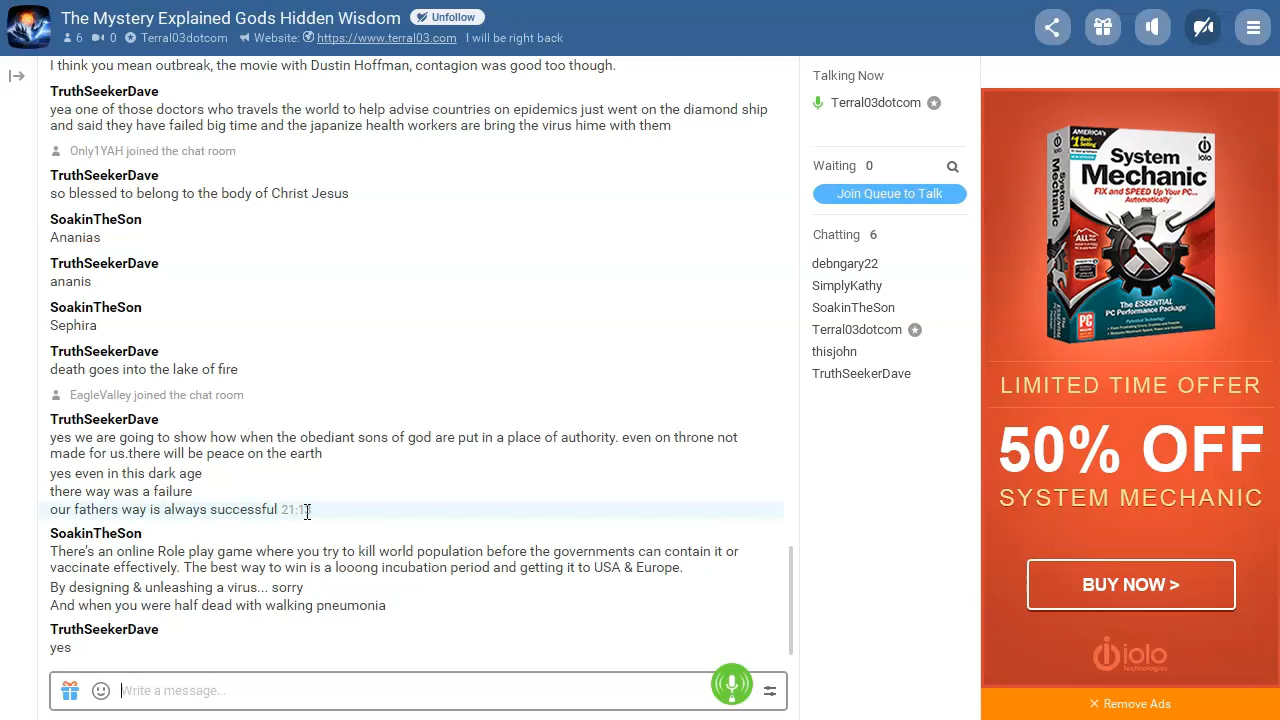 The Mystery Explained Gods Hidden Wisdom
Unfollow
6 0 Terral03dotcom Website: https://www.terral03.com I will be right back
I think you mean outbreak, the movie with Dustin Hoffman, contagion was good too though.
TruthSeekerDave
yea one of those doctors who travels the world to help advise countries on epidemics just went on the diamond ship
and said they have failed big time and the japanize health workers are bring the virus hime with them
Only1YAH joined the chat room
TruthSeekerDave
so blessed to belong to the body of Christ Jesus
SoakinTheSon
Ananias
TruthSeekerDave
ananis
SoakinTheSon
Sephira
TruthSeekerDave
death goes into the lake of fire
EagleValley joined the chat room
TruthSeekerDave
yes we are going to show how when the obediant sons of god are put in a place of authority. even on throne not
made for us.there will be peace on the earth
yes even in this dark age
there way was a failure
our fathers way is always successful
SoakinTheSon
There's an online Role play game where you try to kill world population before the governments can contain it or
vaccinate effectively. The best way to win is a looong incubation period and getting it to USA & Europe.
By designing & unleashing a virus... sorry
And when you were half dead with walking pneumonia
TruthSeekerDave
yes
Write a message...
Talking Now
Terral03dotcom
Waiting 0
Join Queue to Talk
Chatting 6
debngary22
SimplyKathy
SoakinTheSon
Terral03dotcom
thisjohn
TruthSeekerDave
AMERICA'S
#1 Best
Selling
iolo
System
Mechanic
FIX and SPEED Up Your PC...
Automatically
The ESSENTIAL
PC Performance Package
LIMITED TIME OFFER
50% OFF
SYSTEM MECHANIC
BUY NOW >
iolo
technologies
Remove Ads